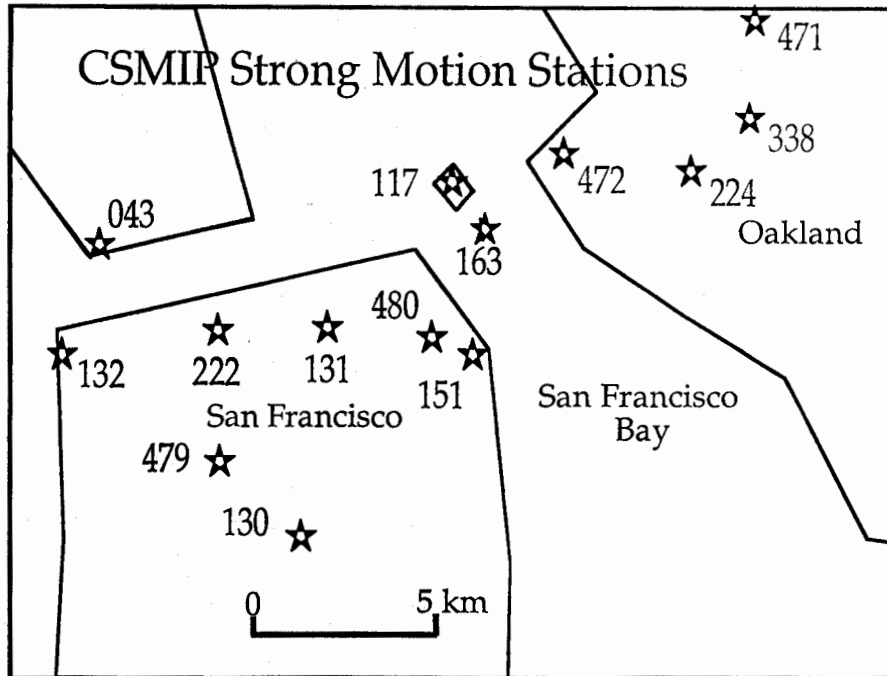 CSMIP Strong Motion Stations
471
338
117
472
224
043
163
Oakland
480
132
222
131
151
San Francisco
San Francisco
Bay
479
130
0
5 km